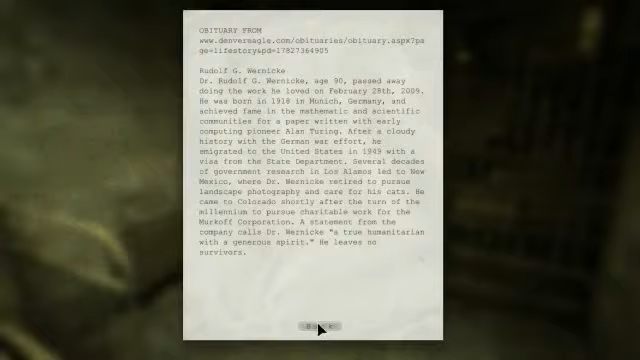 OBITUARY FROM
www.denvereagle.com/obituaries/obituary.aspx?pa
ge=lifestory&pd=17827364905
Rudolf G. Wernicke
Dr. Rudolf G. Wernicke, age 90, passed away
doing the work he loved on February 28th, 2009.
He was born in 1918 in Munich, Germany, and
achieved fame in the mathematic and scientific
communities for a paper written with early
computing pioneer Alan Turing. After a cloudy
history with the German war effort, he
emigrated to the United States in 1949 with a
visa from the State Department. Several decades
of government research in Los Alamos led to New
Mexico, where Dr. Wernicke retired to pursue
landscape photography and care for his cats. He
came to Colorado shortly after the turn of the
millennium to pursue charitable work for the
Murkoff Corporation. A statement from the
company calls Dr. Wernicke "a true humanitarian
with a generous spirit." He leaves no
survivors.